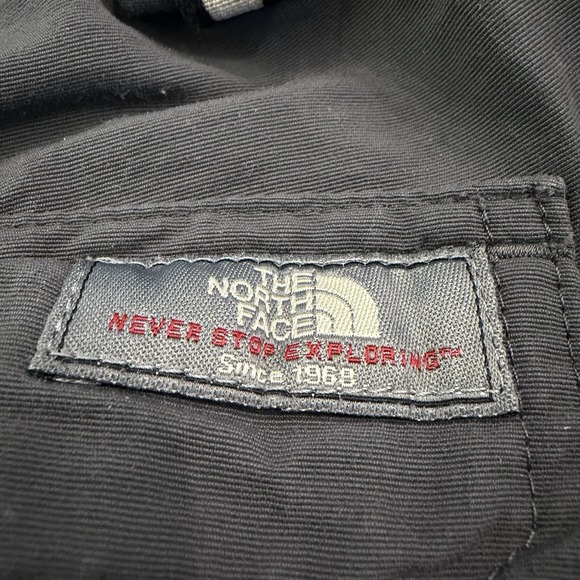 THE
NORTH
FACE
NEVER STOP EXPLORING™
Since 1968